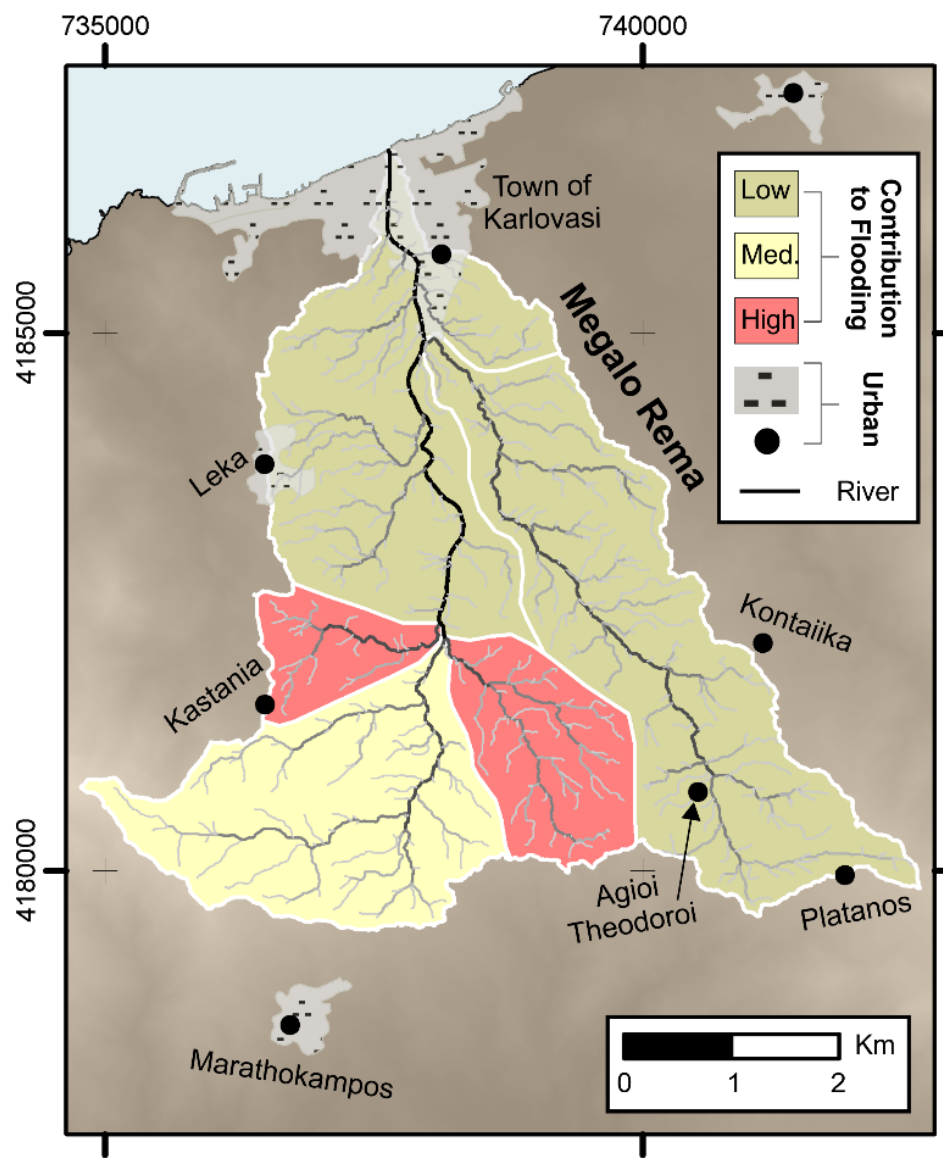 735000
740000
Town of
Karlovasi
Low
Med.
High
Contribution
to Flooding
Urban
River
4185000
Megalo Rema
Leka
Kontaiika
Kastania
4180000
Agioi
Theodoroi
Platanos
Marathokampos
Km
0
1
2